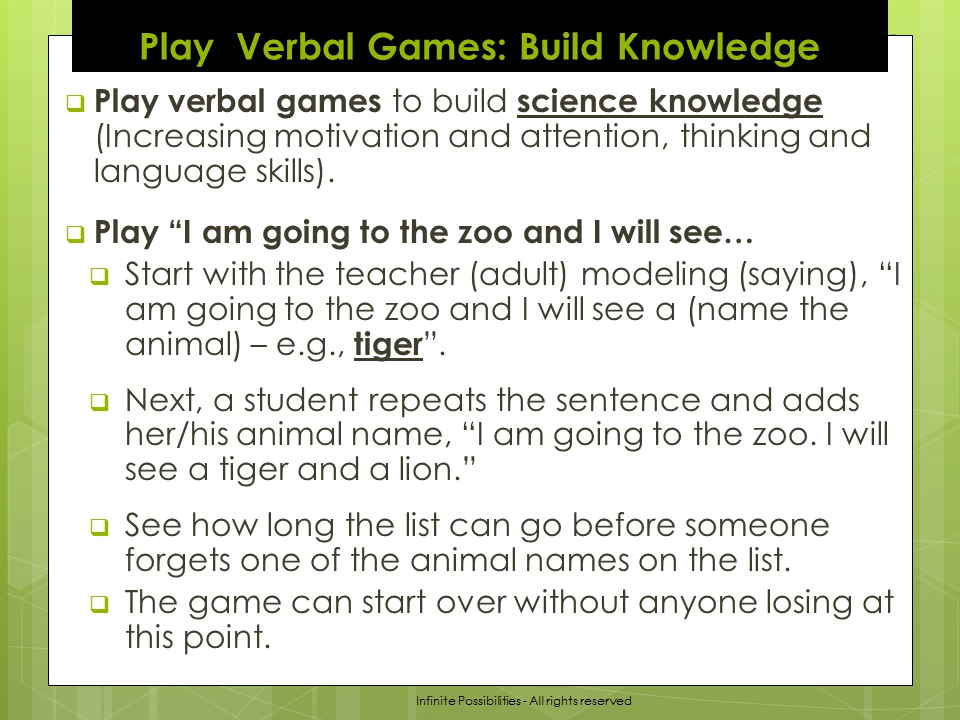 Play  Verbal Games: Build Knowledge
Play verbal games to build science knowledge
(Increasing motivation and attention, thinking and
language skills).
Play “I am going to the zoo and I will see…
Start with the teacher (adult) modeling (saying), “I
am going to the zoo and I will see a (name the
animal) – e.g., tiger”.
Next, a student repeats the sentence and adds
her/his animal name, “I am going to the zoo. I will
see a tiger and a lion.”
See how long the list can go before someone
forgets one of the animal names on the list.
The game can start over without anyone losing at
this point.
Infinite Possibilities - All rights reserved